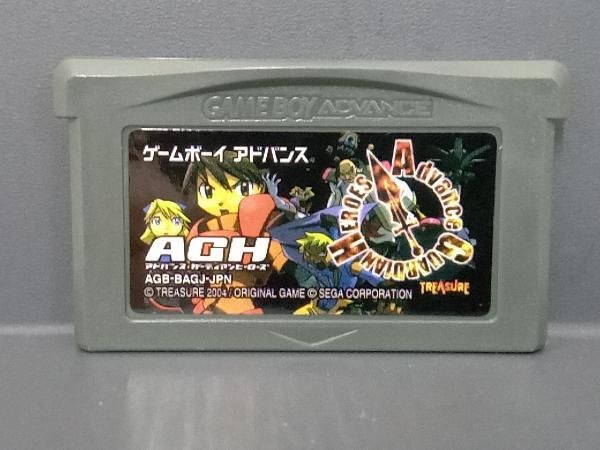 GAME BOY ADVANCE
ゲームボーイ アドバンス
Advance GUARDIAN HEROES
AGH
アドバンス・ガーディアンヒーローズ
AGB-BAGJ-JPN
© TREASURE 2004 / ORIGINAL GAME © SEGA CORPORATION
TREASURE